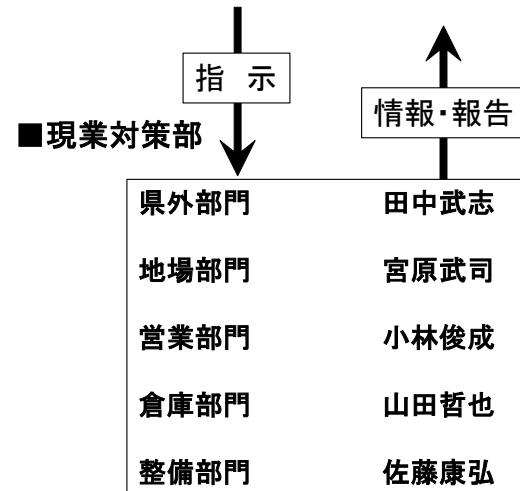 指 示
情報・報告
■現業対策部
県外部門 田中武志
地場部門 宮原武司
営業部門 小林俊成
倉庫部門 山田哲也
整備部門 佐藤康弘